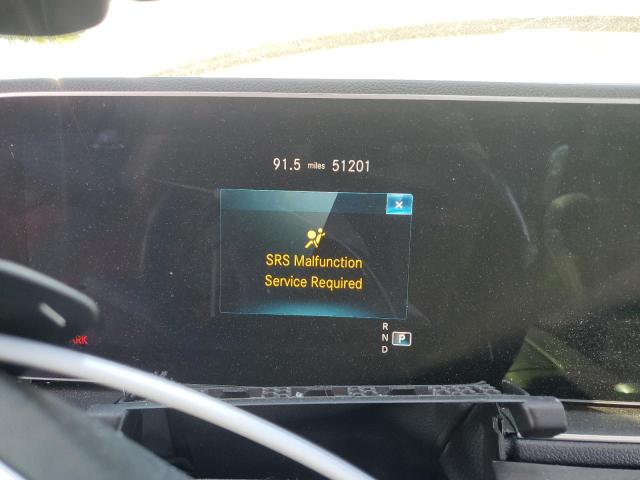 91.5 miles 51201
×
SRS Malfunction
Service Required
R
N P
D